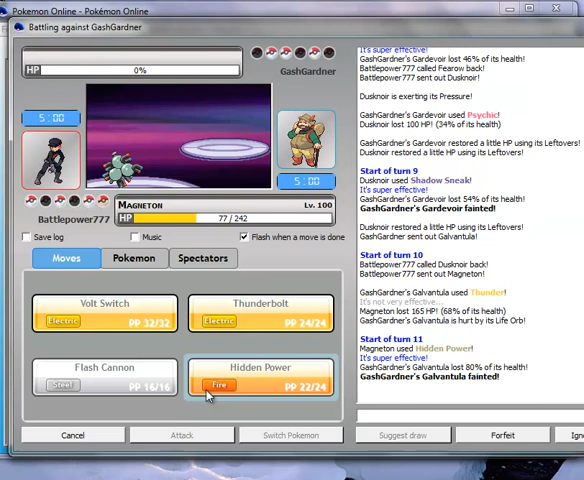 Pokemon Online - Pokémon Online
Battling against GashGardner
HP
0%
GashGardner
5:00
5:00
Battlepower777
MAGNETON
Lv. 100
HP
77 / 242
Save log
Music
Flash when a move is done
Moves
Pokemon
Spectators
Volt Switch
Electric
PP 32/32
Thunderbolt
Electric
PP 24/24
Flash Cannon
Steel
PP 16/16
Hidden Power
Fire
PP 22/24
Cancel
Attack
Switch Pokemon
It's super effective!
GashGardner's Gardevoir lost 46% of its health!
Battlepower777 called Fearow back!
Battlepower777 sent out Dusknoir!
Dusknoir is exerting its Pressure!
GashGardner's Gardevoir used Psychic!
Dusknoir lost 100 HP! (34% of its health)
GashGardner's Gardevoir restored a little HP using its Leftovers!
Dusknoir restored a little HP using its Leftovers!
Start of turn 9
Dusknoir used Shadow Sneak!
It's super effective!
GashGardner's Gardevoir lost 54% of its health!
GashGardner's Gardevoir fainted!
Dusknoir restored a little HP using its Leftovers!
GashGardner sent out Galvantula!
Start of turn 10
Battlepower777 called Dusknoir back!
Battlepower777 sent out Magneton!
GashGardner's Galvantula used Thunder!
It's not very effective...
Magneton lost 165 HP! (68% of its health)
GashGardner's Galvantula is hurt by its Life Orb!
Start of turn 11
Magneton used Hidden Power!
It's super effective!
GashGardner's Galvantula lost 80% of its health!
GashGardner's Galvantula fainted!
Suggest draw
Forfeit